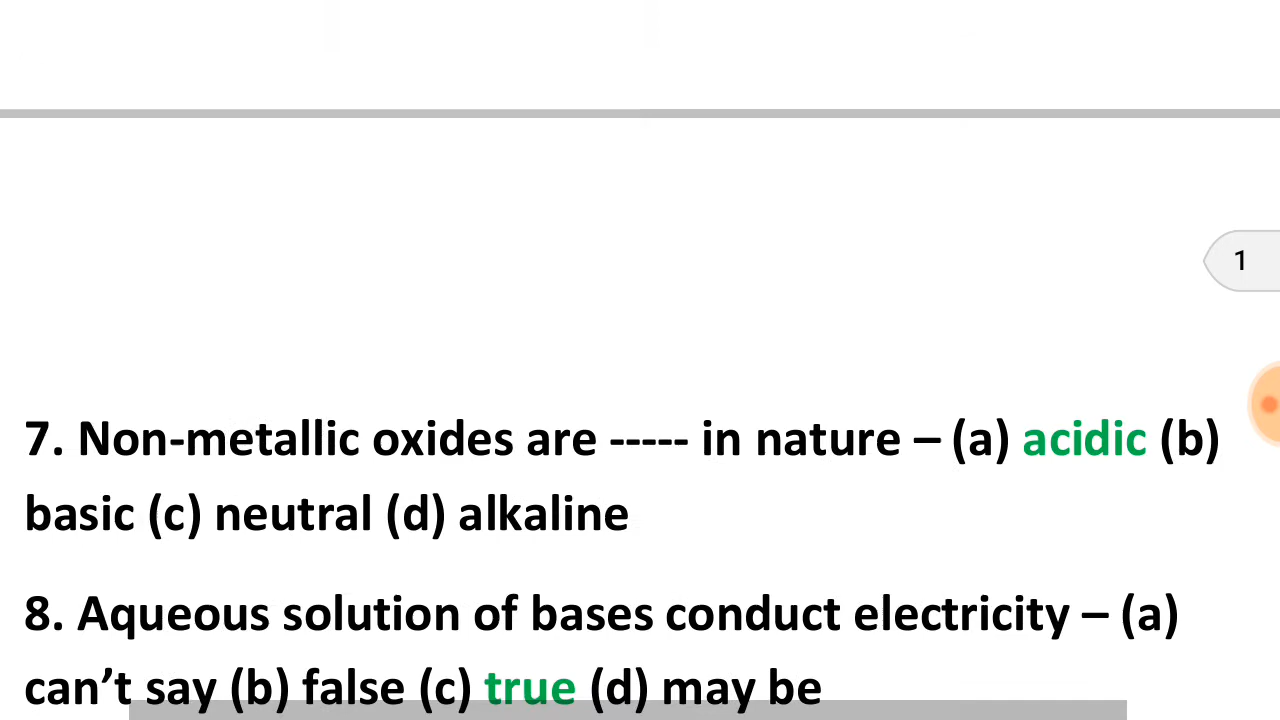 1
7. Non-metallic oxides are ----- in nature – (a) acidic (b)
basic (c) neutral (d) alkaline
8. Aqueous solution of bases conduct electricity – (a)
can’t say (b) false (c) true (d) may be